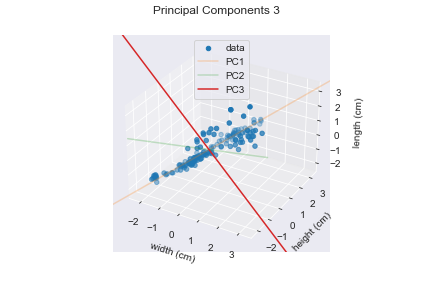 Principal Components 3
data
PC1
PC2
PC3
3
2
1
0
−1
−2
length (cm)
−2
−1
0
1
2
3
width (cm)
−2
−1
0
1
2
3
height (cm)